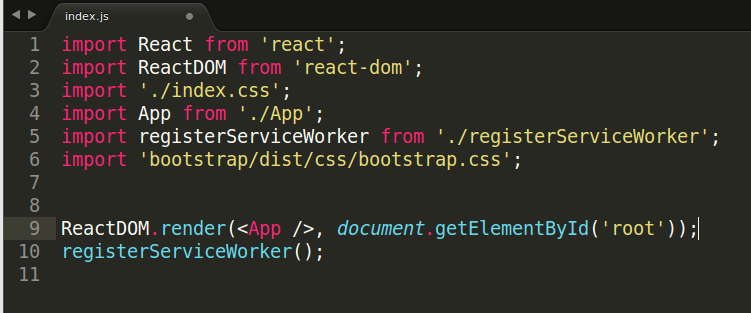 index.js
1 import React from 'react';
2 import ReactDOM from 'react-dom';
3 import './index.css';
4 import App from './App';
5 import registerServiceWorker from './registerServiceWorker';
6 import 'bootstrap/dist/css/bootstrap.css';
7
8
9 ReactDOM.render(<App />, document.getElementById('root'));
10 registerServiceWorker();
11